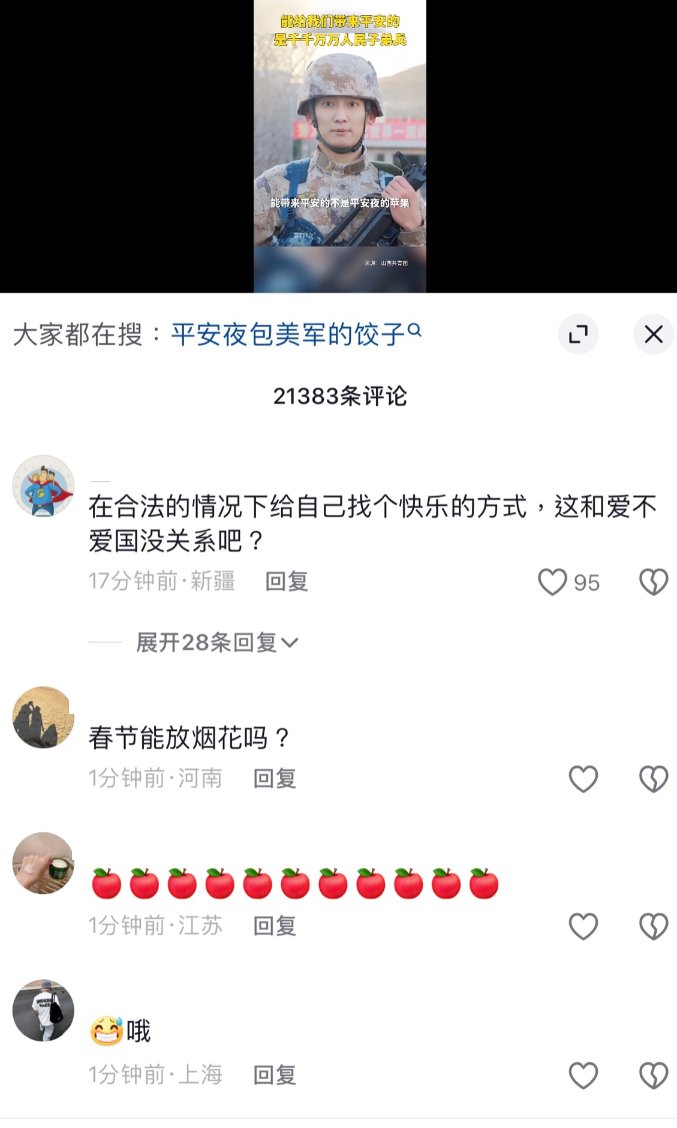 能给我们带来平安的
是千千万万人民子弟兵
能带来平安的不是平安夜的苹果
来源：山西共青团
大家都在搜：平安夜包美军的饺子
21383条评论
在合法的情况下给自己找个快乐的方式，这和爱不
爱国没关系吧？
17分钟前·新疆 回复 95
展开28条回复
春节能放烟花吗？
1分钟前·河南 回复
🍎🍎🍎🍎🍎🍎🍎🍎🍎🍎🍎
1分钟前·江苏 回复
😅哦
1分钟前·上海 回复